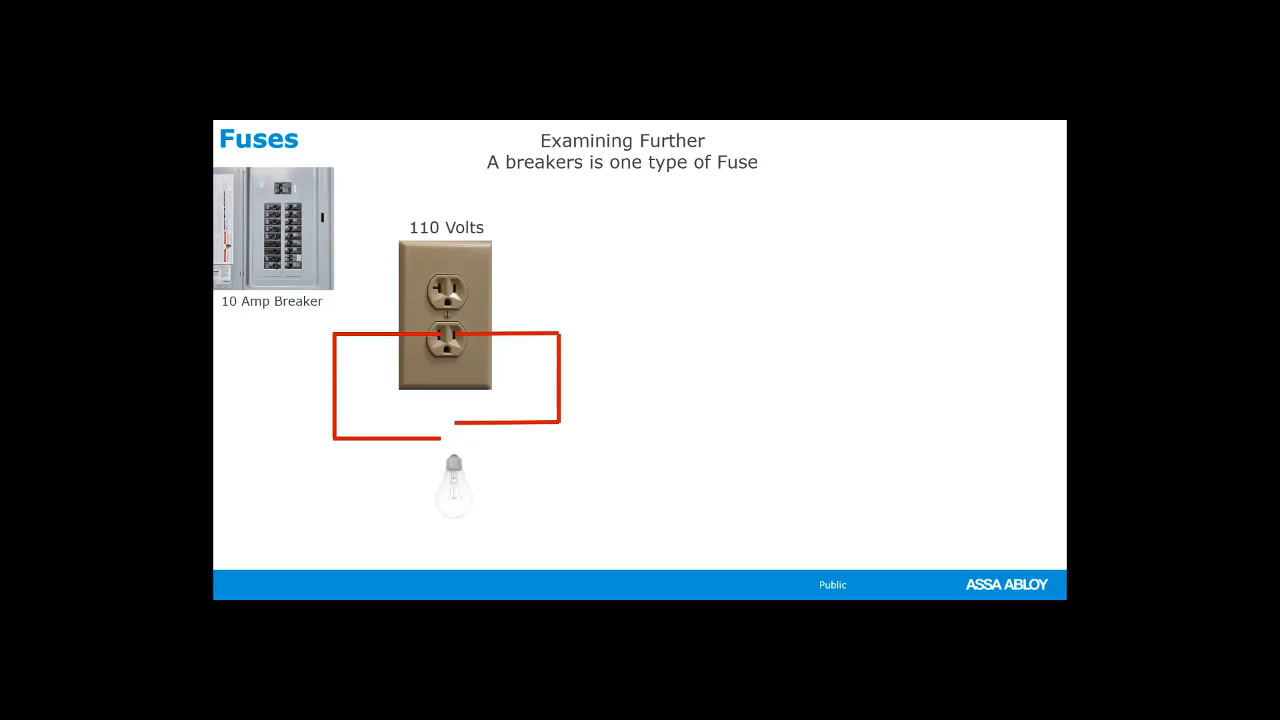 Fuses
Examining Further
A breakers is one type of Fuse
110 Volts
10 Amp Breaker
Public
ASSA ABLOY